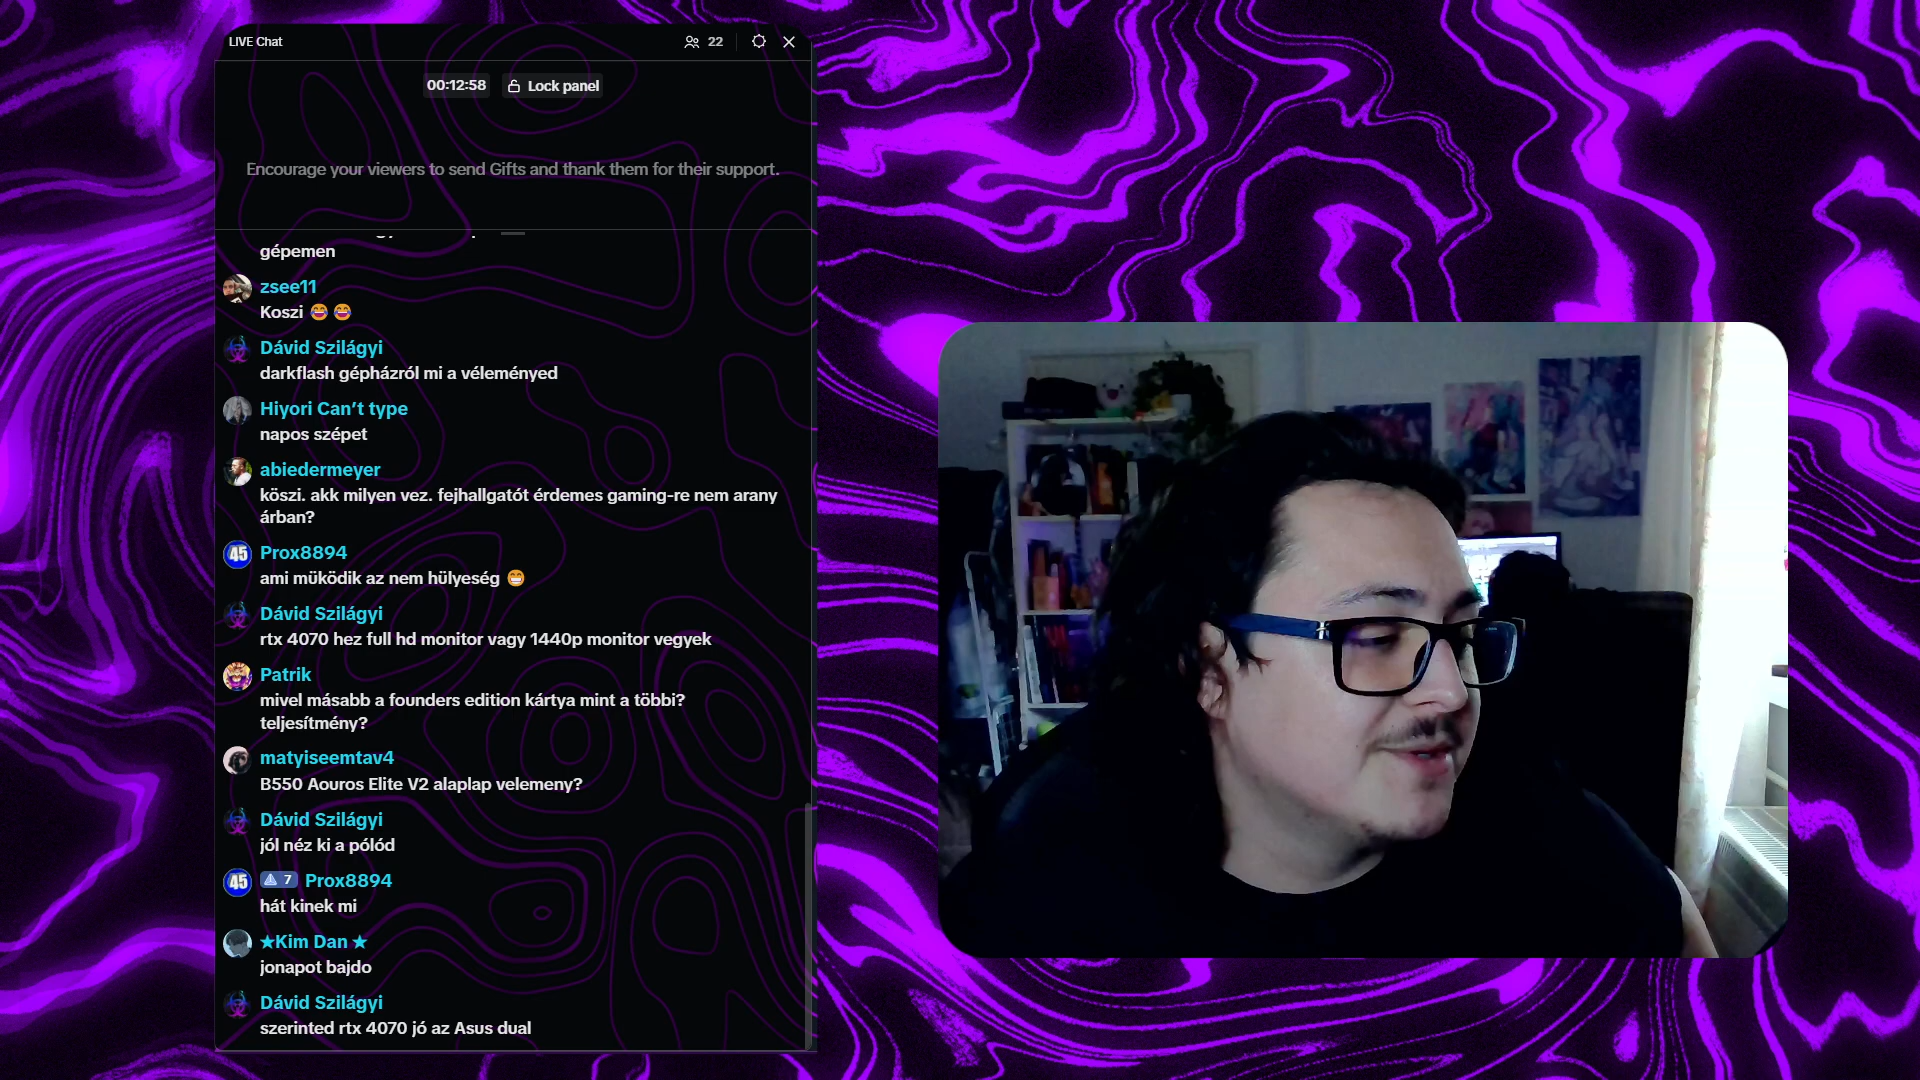 LIVE Chat
22
00:12:58
Lock panel
Encourage your viewers to send Gifts and thank them for their support.
gépemen
zsee11
Koszi 😂 😂
Dávid Szilágyi
darkflash gépházról mi a véleményed
Hiyori Can't type
napos szépet
abiedermeyer
köszi. akk milyen vez. fejhallgatót érdemes gaming-re nem arany
árban?
45
Prox8894
ami müködik az nem hülyeség 😁
Dávid Szilágyi
rtx 4070 hez full hd monitor vagy 1440p monitor vegyek
Patrik
mivel másabb a founders edition kártya mint a többi?
teljesítmény?
matyiseemtav4
B550 Aouros Elite V2 alaplap velemeny?
Dávid Szilágyi
jól néz ki a pólód
45
7 Prox8894
hát kinek mi
★Kim Dan ★
jonapot bajdo
Dávid Szilágyi
szerinted rtx 4070 jó az Asus dual